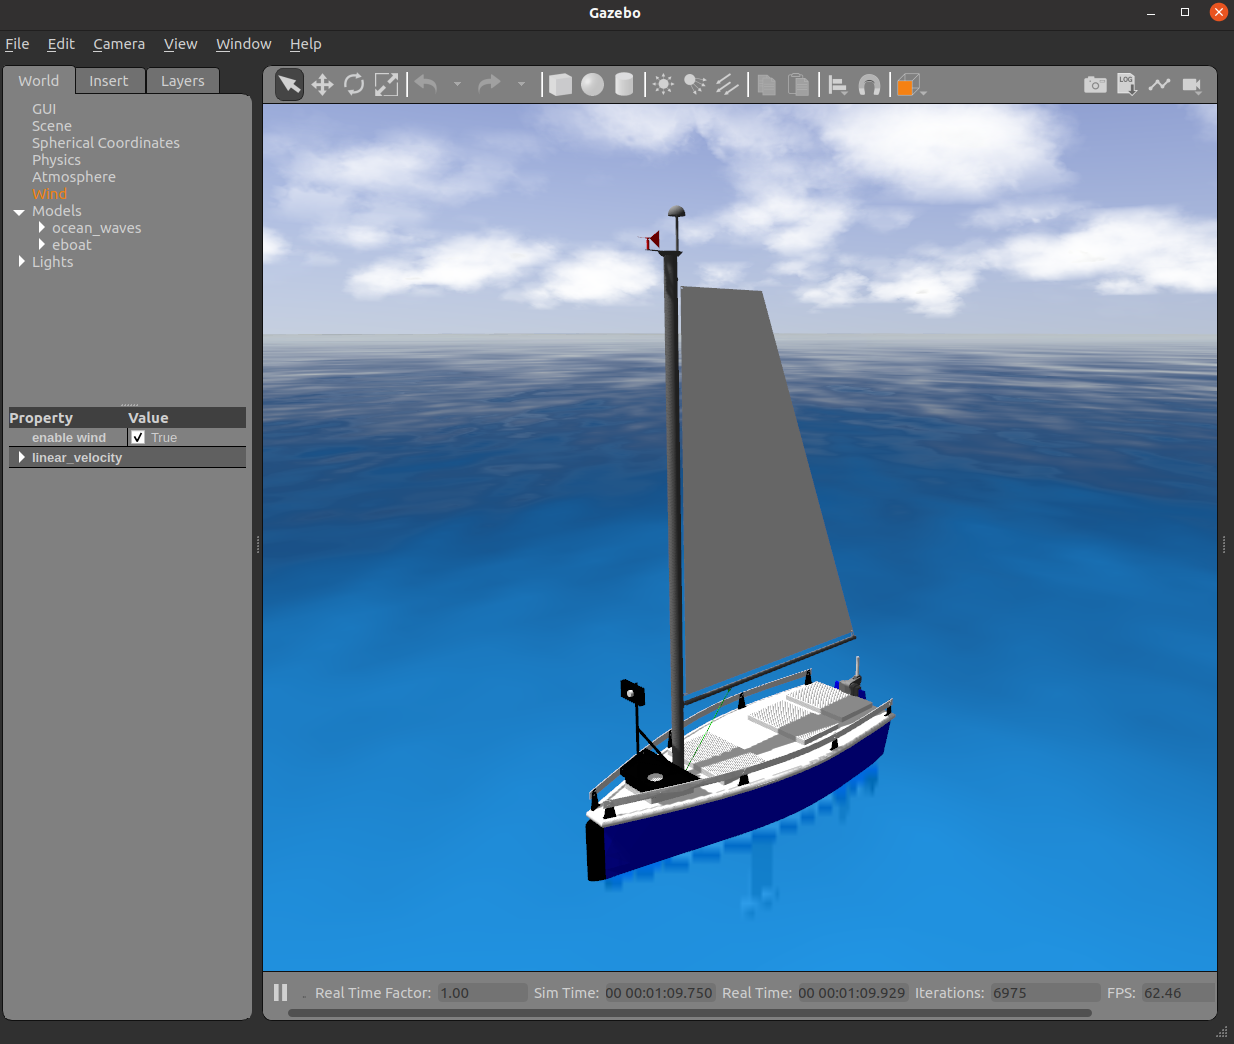 Gazebo
File Edit Camera View Window Help
World Insert Layers
LOG
GUI
Scene
Spherical Coordinates
Physics
Atmosphere
Wind
Models
ocean_waves
eboat
Lights
Property Value
enable wind True
linear_velocity
Real Time Factor: 1.00 Sim Time: 00 00:01:09.750 Real Time: 00 00:01:09.929 Iterations: 6975 FPS: 62.46